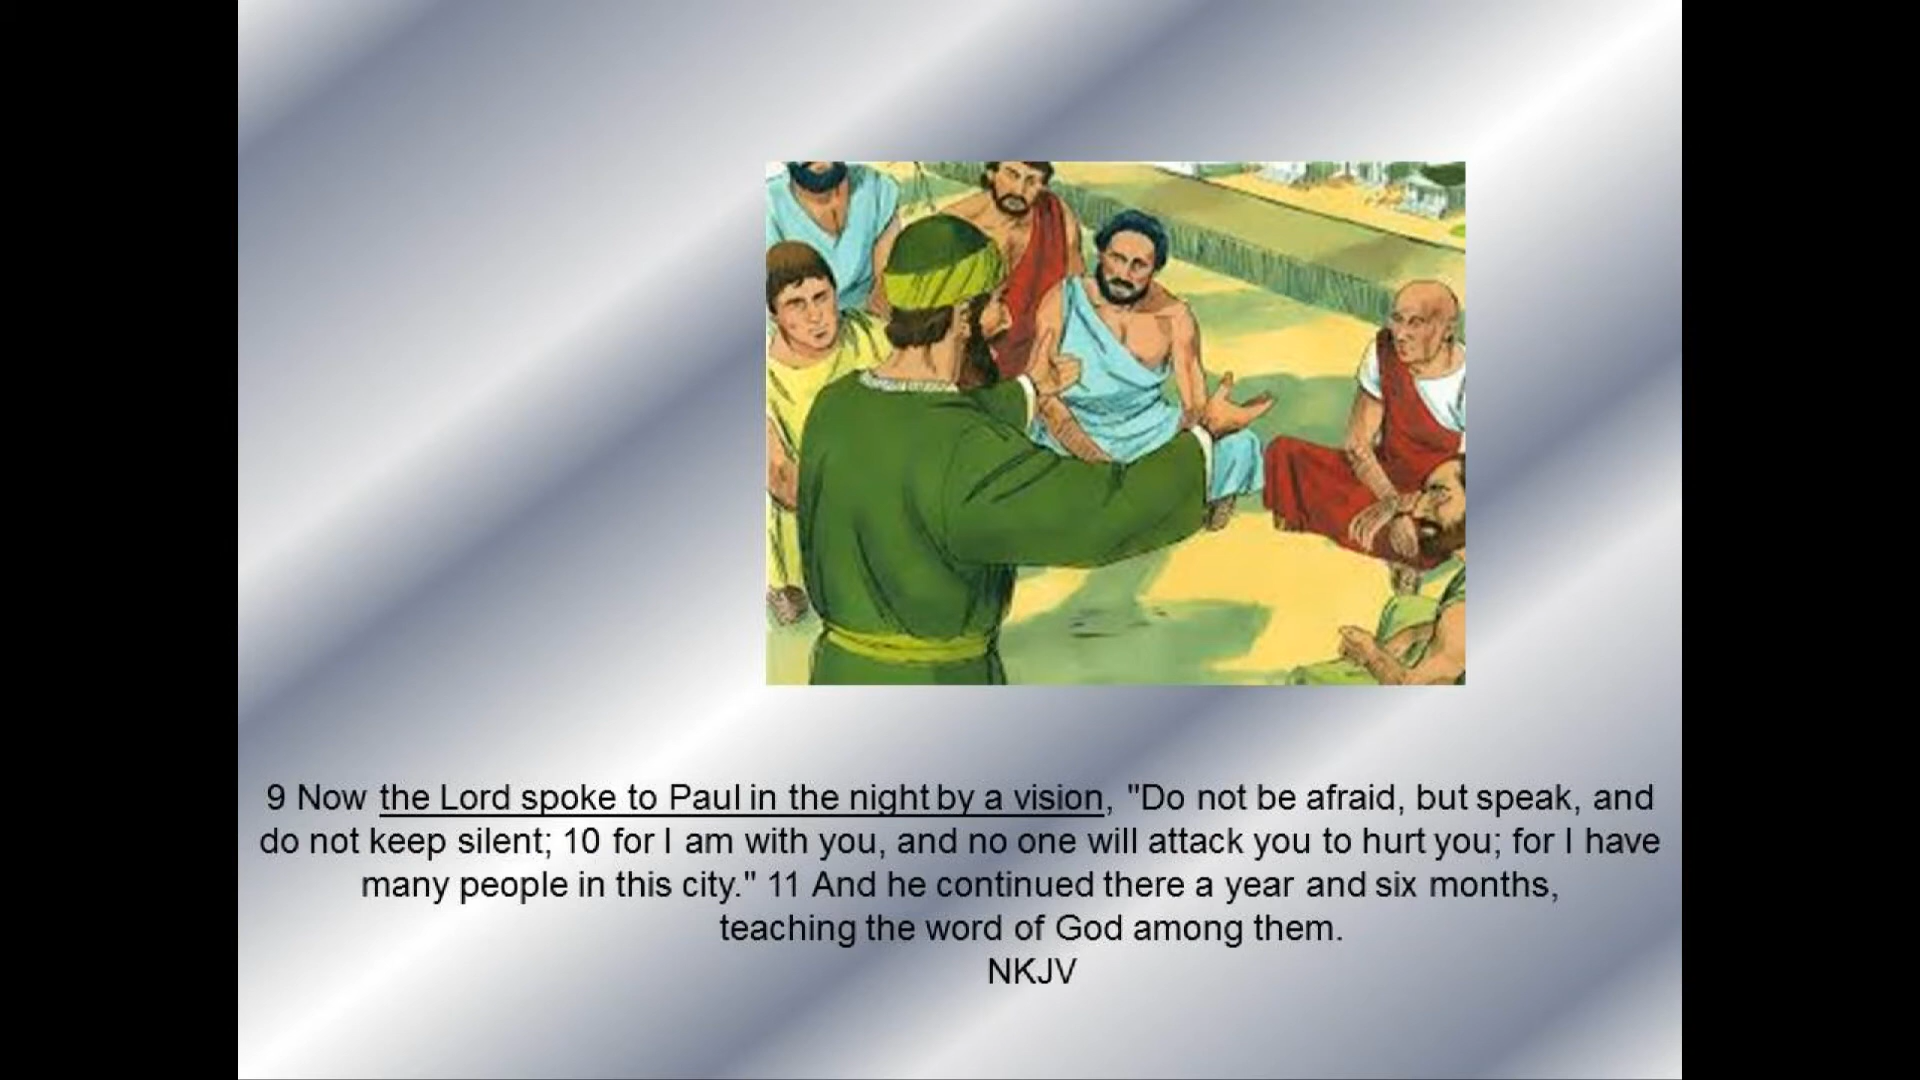 9 Now the Lord spoke to Paul in the night by a vision, "Do not be afraid, but speak, and
do not keep silent; 10 for I am with you, and no one will attack you to hurt you; for I have
many people in this city." 11 And he continued there a year and six months,
teaching the word of God among them.
NKJV